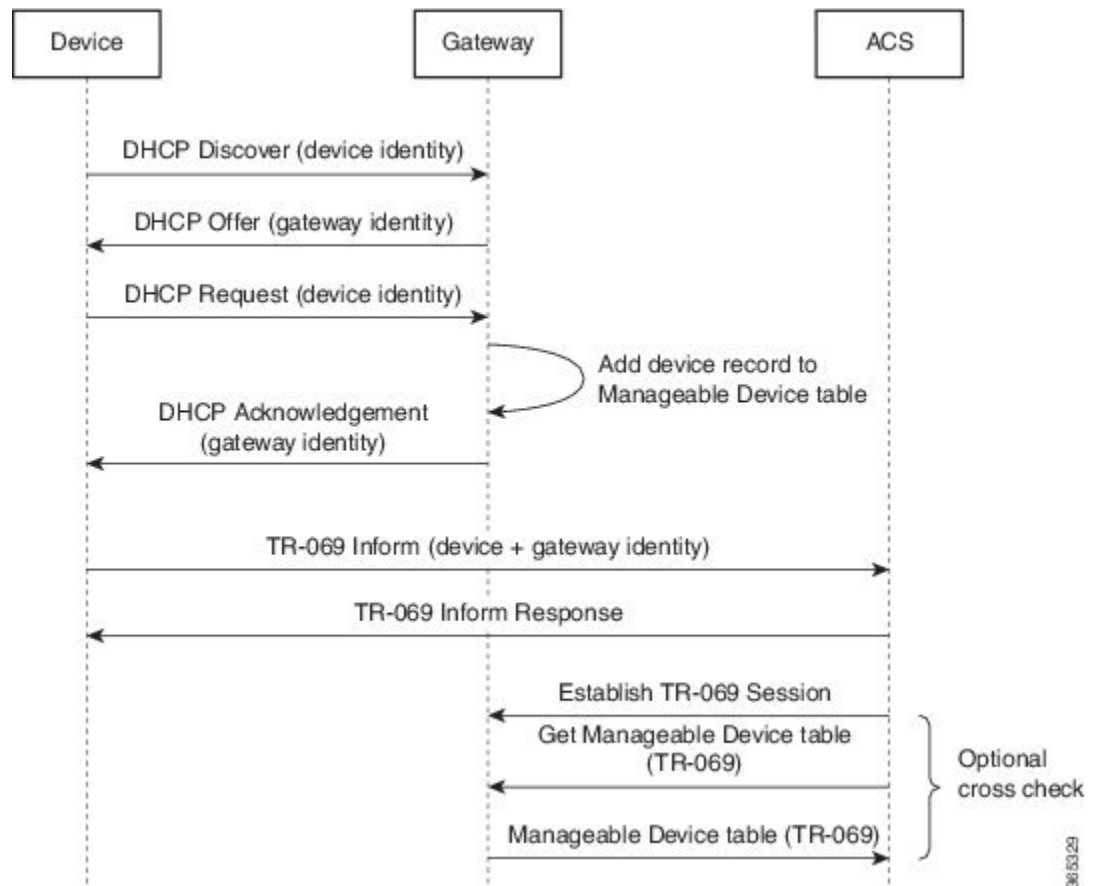 Device
Gateway
ACS
DHCP Discover (device identity)
DHCP Offer (gateway identity)
DHCP Request (device identity)
Add device record to
Manageable Device table
DHCP Acknowledgement
(gateway identity)
TR-069 Inform (device + gateway identity)
TR-069 Inform Response
Establish TR-069 Session
Get Manageable Device table
(TR-069)
Optional
cross check
Manageable Device table (TR-069)
365329